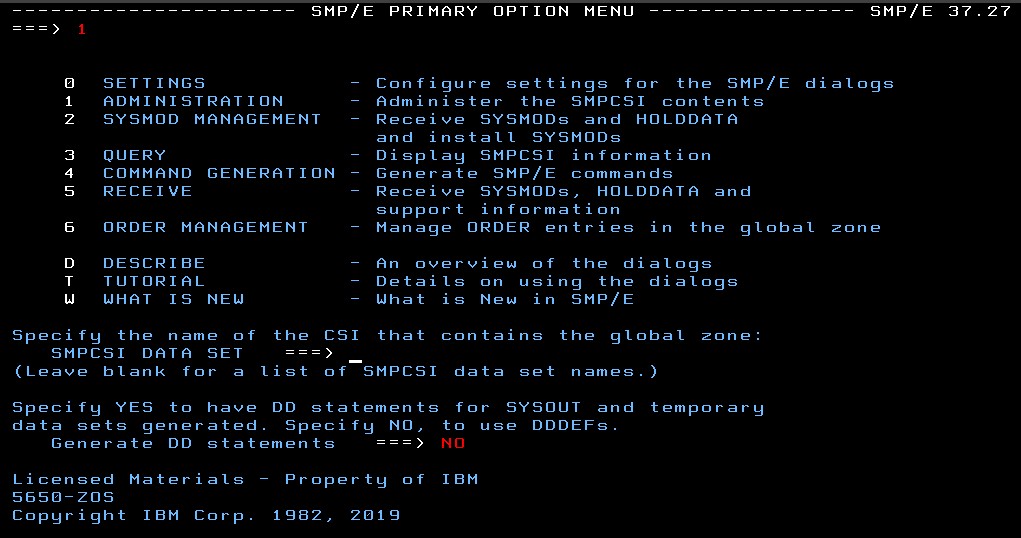 ---------------------- SMP/E PRIMARY OPTION MENU ---------------- SMP/E 37.27
===> 1
0 SETTINGS - Configure settings for the SMP/E dialogs
1 ADMINISTRATION - Administer the SMPCSI contents
2 SYSMOD MANAGEMENT - Receive SYSMODs and HOLDDATA
and install SYSMODs
3 QUERY - Display SMPCSI information
4 COMMAND GENERATION - Generate SMP/E commands
5 RECEIVE - Receive SYSMODs, HOLDDATA and
support information
6 ORDER MANAGEMENT - Manage ORDER entries in the global zone
D DESCRIBE - An overview of the dialogs
T TUTORIAL - Details on using the dialogs
W WHAT IS NEW - What is New in SMP/E
Specify the name of the CSI that contains the global zone:
SMPCSI DATA SET ===> _
(Leave blank for a list of SMPCSI data set names.)
Specify YES to have DD statements for SYSOUT and temporary
data sets generated. Specify NO, to use DDDEFs.
Generate DD statements ===> NO
Licensed Materials - Property of IBM
5650-ZOS
Copyright IBM Corp. 1982, 2019